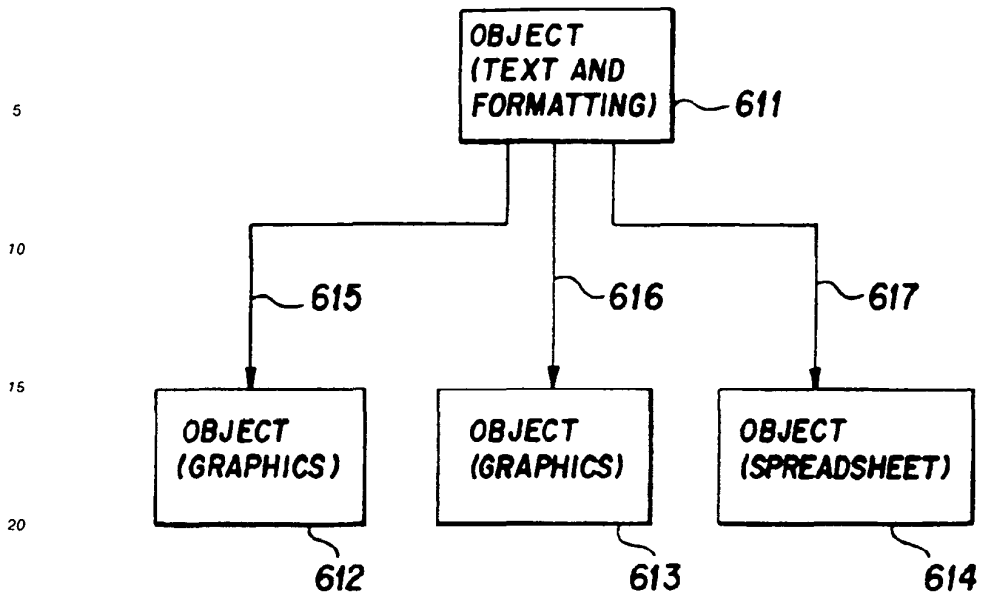 OBJECT
(TEXT AND
FORMATTING)
611
5
10
615
616
617
15
OBJECT
(GRAPHICS)
OBJECT
(GRAPHICS)
OBJECT
(SPREADSHEET)
20
612
613
614